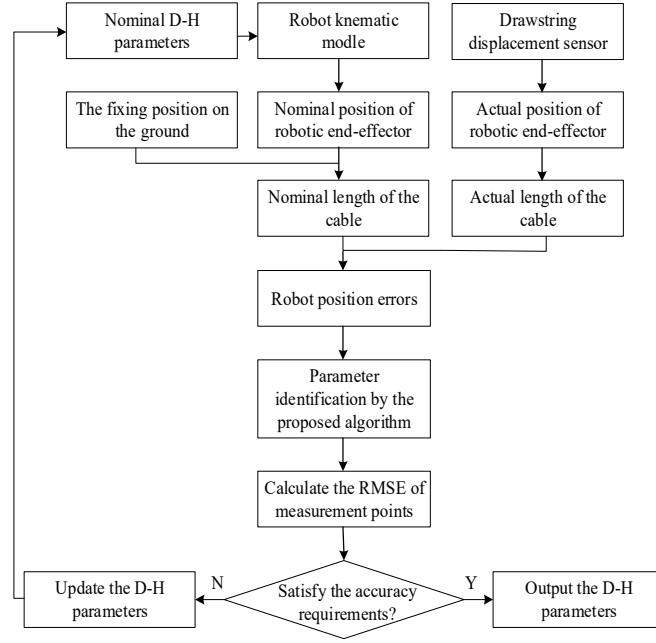 Nominal D-H
parameters
Robot knematic
modle
Drawstring
displacement sensor
The fixing position on
the ground
Nominal position of
robotic end-effector
Actual position of
robotic end-effector
Nominal length of the
cable
Actual length of the
cable
Robot position errors
Parameter
identification by the
proposed algorithm
Calculate the RMSE of
measurement points
Update the D-H
parameters
N
Satisfy the accuracy
requirements?
Y
Output the D-H
parameters